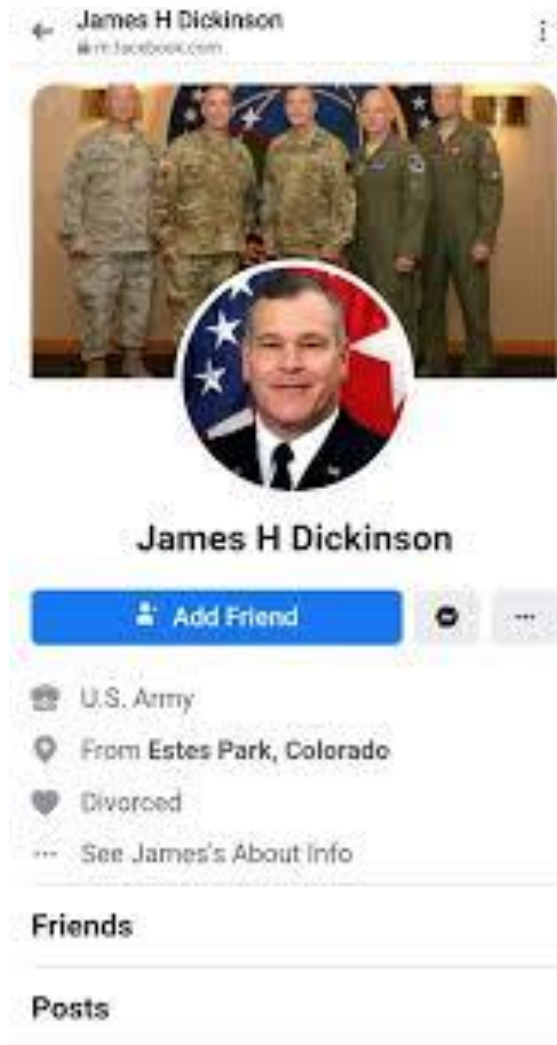 James H Dickinson
m.facebook.com
James H Dickinson
Add Friend
U.S. Army
From Estes Park, Colorado
Divorced
See James's About Info
Friends
Posts